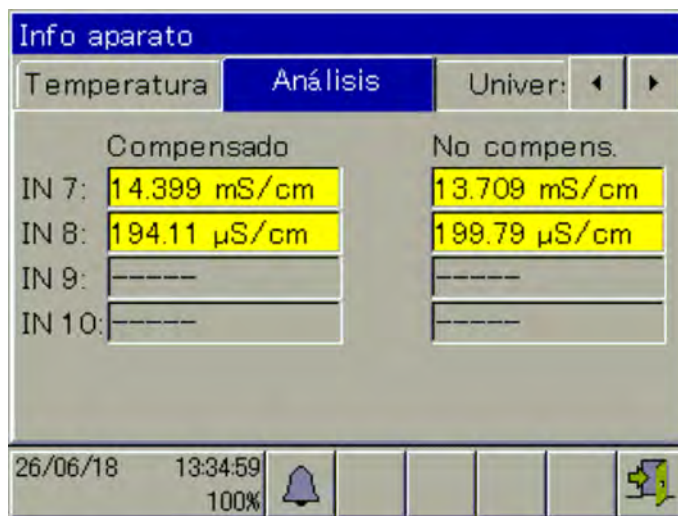 Info aparato
Temperatura Análisis Univer:
Compensado No compens.
IN 7: 14.399 mS/cm 13.709 mS/cm
IN 8: 194.11 µS/cm 199.79 µS/cm
IN 9: ----- -----
IN 10: ----- -----
26/06/18 13:34:59
100%